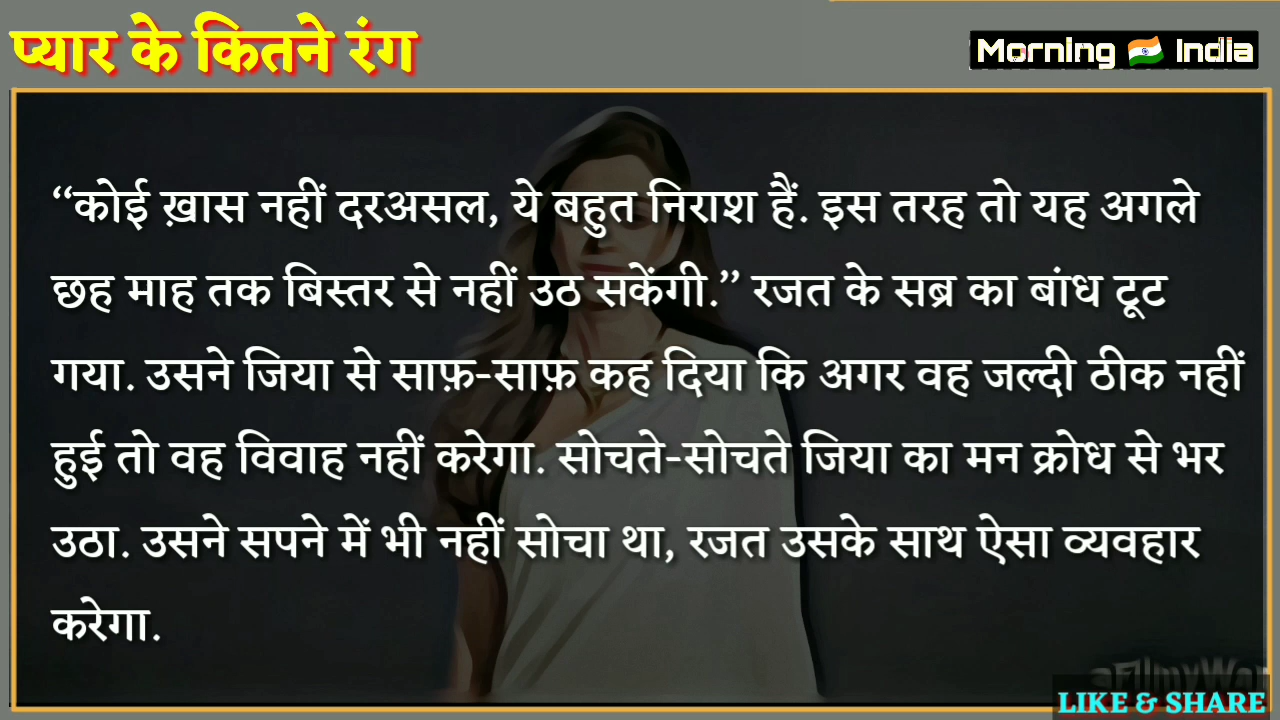 प्यार के कितने रंग
Morning India
“कोई ख़ास नहीं दरअसल, ये बहुत निराश हैं. इस तरह तो यह अगले
छह माह तक बिस्तर से नहीं उठ सकेंगी.” रजत के सब्र का बांध टूट
गया. उसने जिया से साफ़-साफ़ कह दिया कि अगर वह जल्दी ठीक नहीं
हुई तो वह विवाह नहीं करेगा. सोचते-सोचते जिया का मन क्रोध से भर
उठा. उसने सपने में भी नहीं सोचा था, रजत उसके साथ ऐसा व्यवहार
करेगा.
LIKE & SHARE